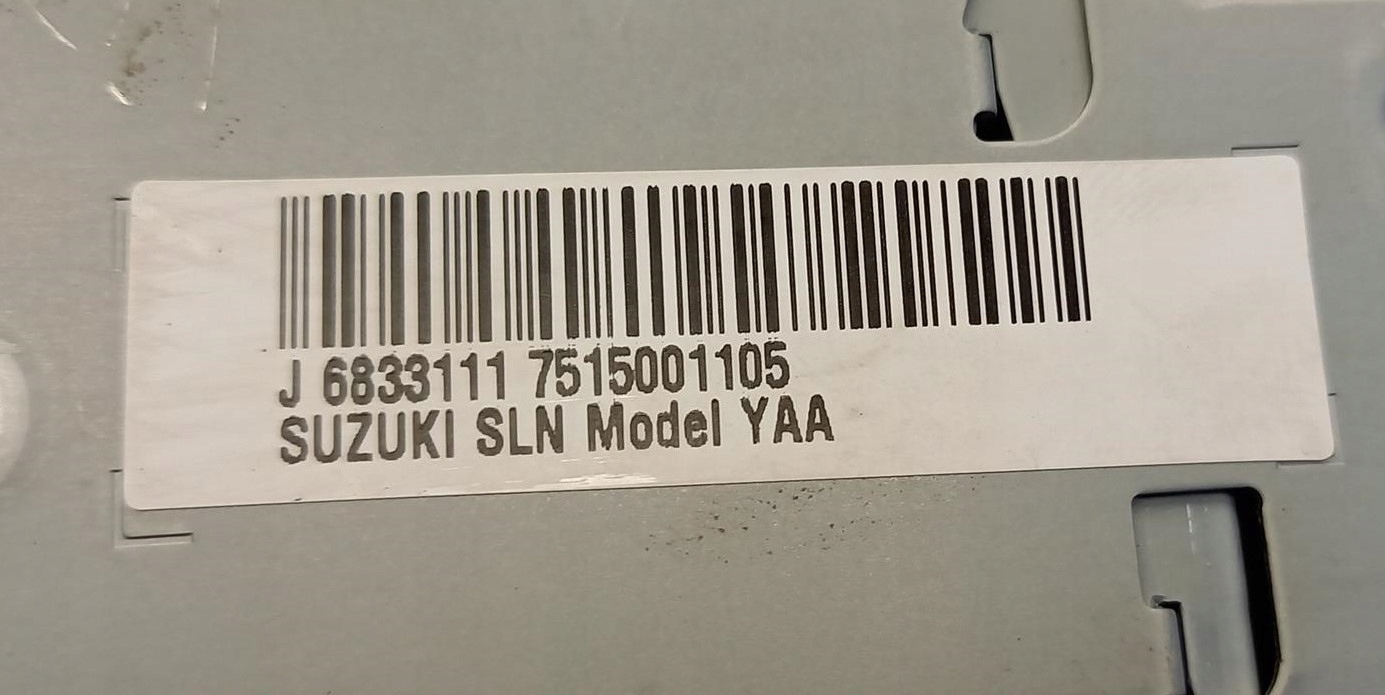 J 6833111 7515001105
SUZUKI SLN Model YAA